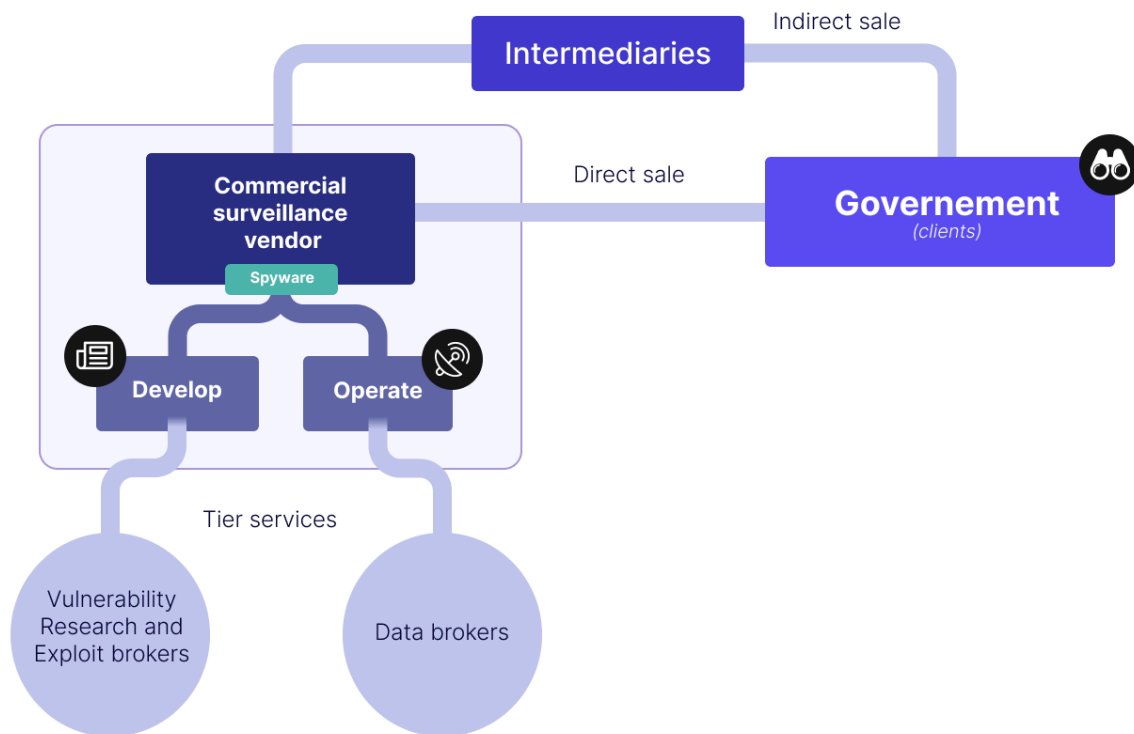 Indirect sale
Intermediaries
Direct sale
Commercial
surveillance
vendor
Governement
(clients)
Spyware
Develop
Operate
Tier services
Vulnerability
Research and
Exploit brokers
Data brokers